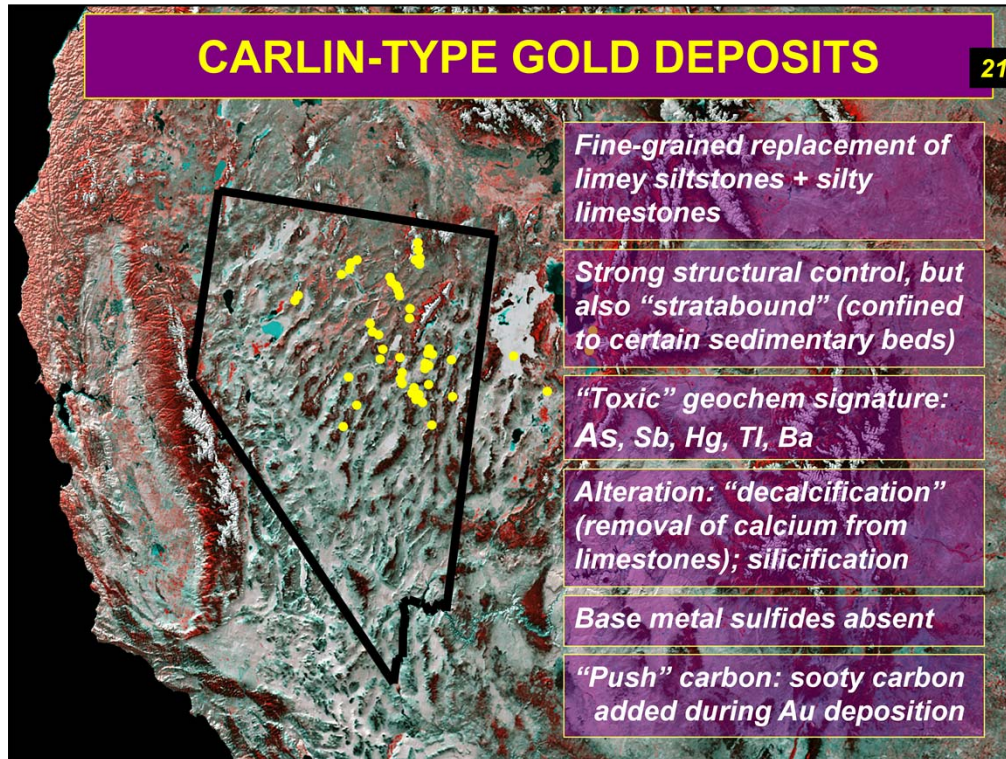 CARLIN-TYPE GOLD DEPOSITS
21
Fine-grained replacement of
limey siltstones + silty
limestones
Strong structural control, but
also “stratabound” (confined
to certain sedimentary beds)
“Toxic” geochem signature:
As, Sb, Hg, Tl, Ba
Alteration: “decalcification”
(removal of calcium from
limestones); silicification
Base metal sulfides absent
“Push” carbon: sooty carbon
added during Au deposition